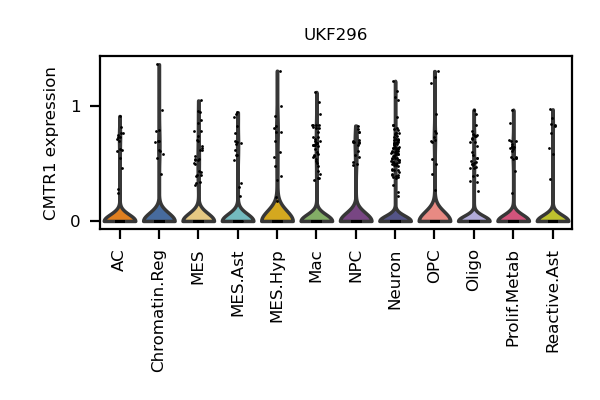 UKF296
CMTR1 expression
1
0
AC
Chromatin.Reg
MES
MES.Ast
MES.Hyp
Mac
NPC
Neuron
OPC
Oligo
Prolif.Metab
Reactive.Ast